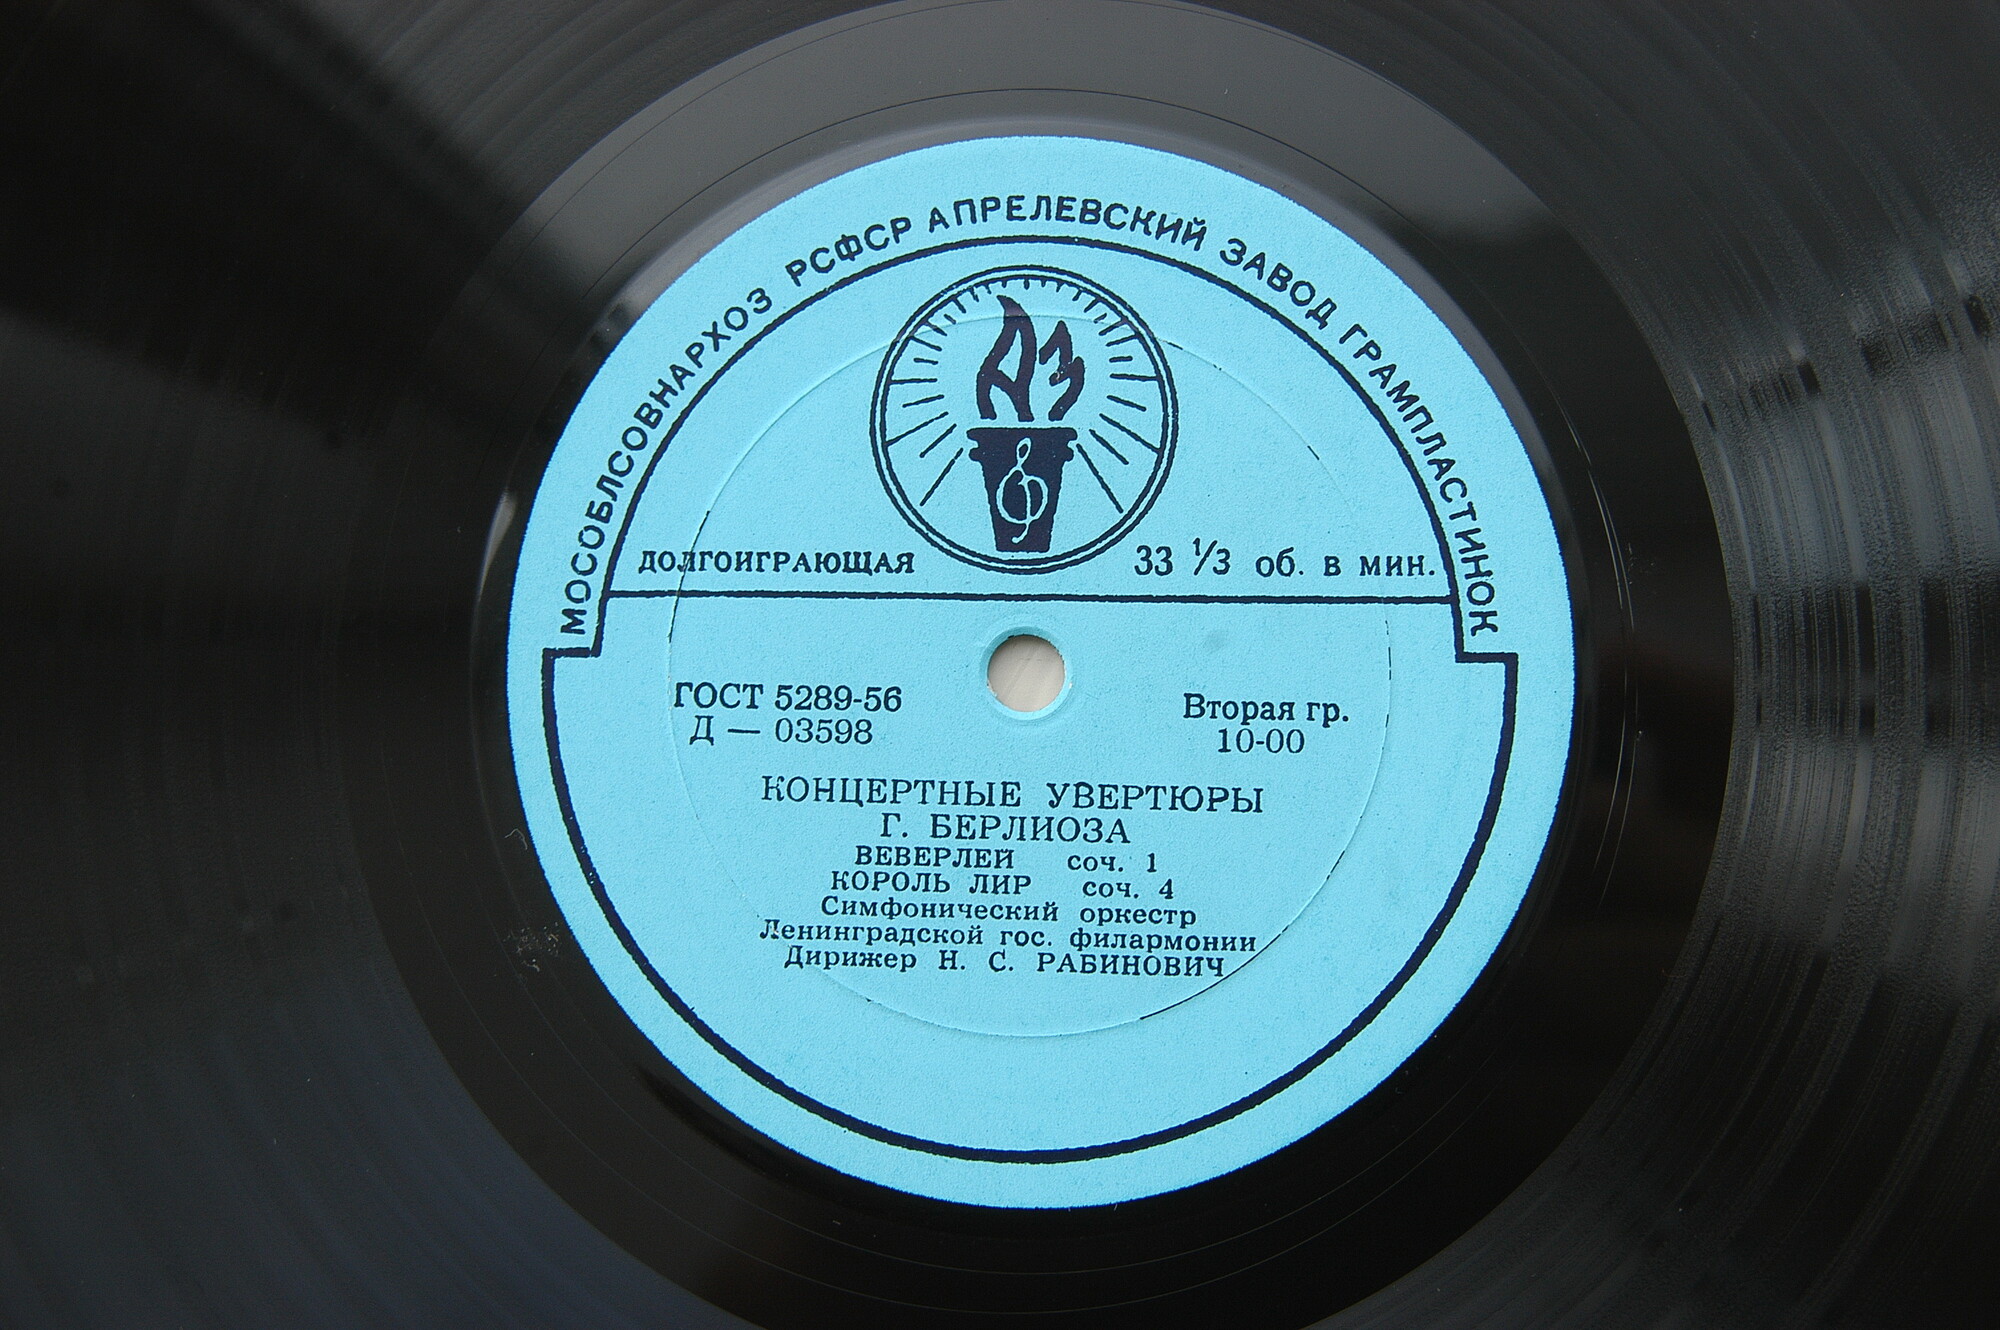 МОСОБЛСОВНАРХОЗ РСФСР АПРЕЛЕВСКИЙ ЗАВОД ГРАМПЛАСТИНОК
АЗ
ДОЛГОИГРАЮЩАЯ 33 1/3 об. в мин.
ГОСТ 5289-56 Вторая гр.
Д — 03598 10-00
КОНЦЕРТНЫЕ УВЕРТЮРЫ
Г. БЕРЛИОЗА
ВЕВЕРЛЕЙ соч. 1
КОРОЛЬ ЛИР соч. 4
Симфонический оркестр
Ленинградской гос. филармонии
Дирижер Н. С. РАБИНОВИЧ